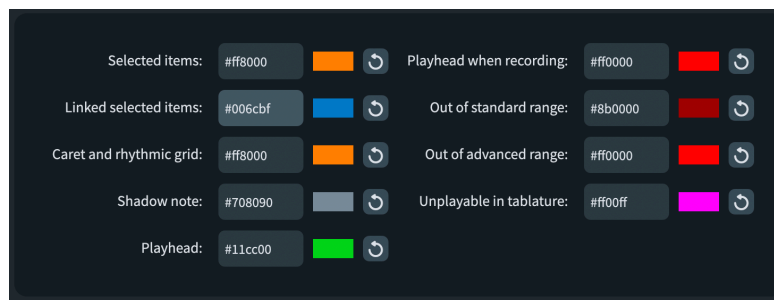 Selected items: #ff8000 Playhead when recording: #ff0000
Linked selected items: #006cbf Out of standard range: #8b0000
Caret and rhythmic grid: #ff8000 Out of advanced range: #ff0000
Shadow note: #708090 Unplayable in tablature: #ff00ff
Playhead: #11cc00